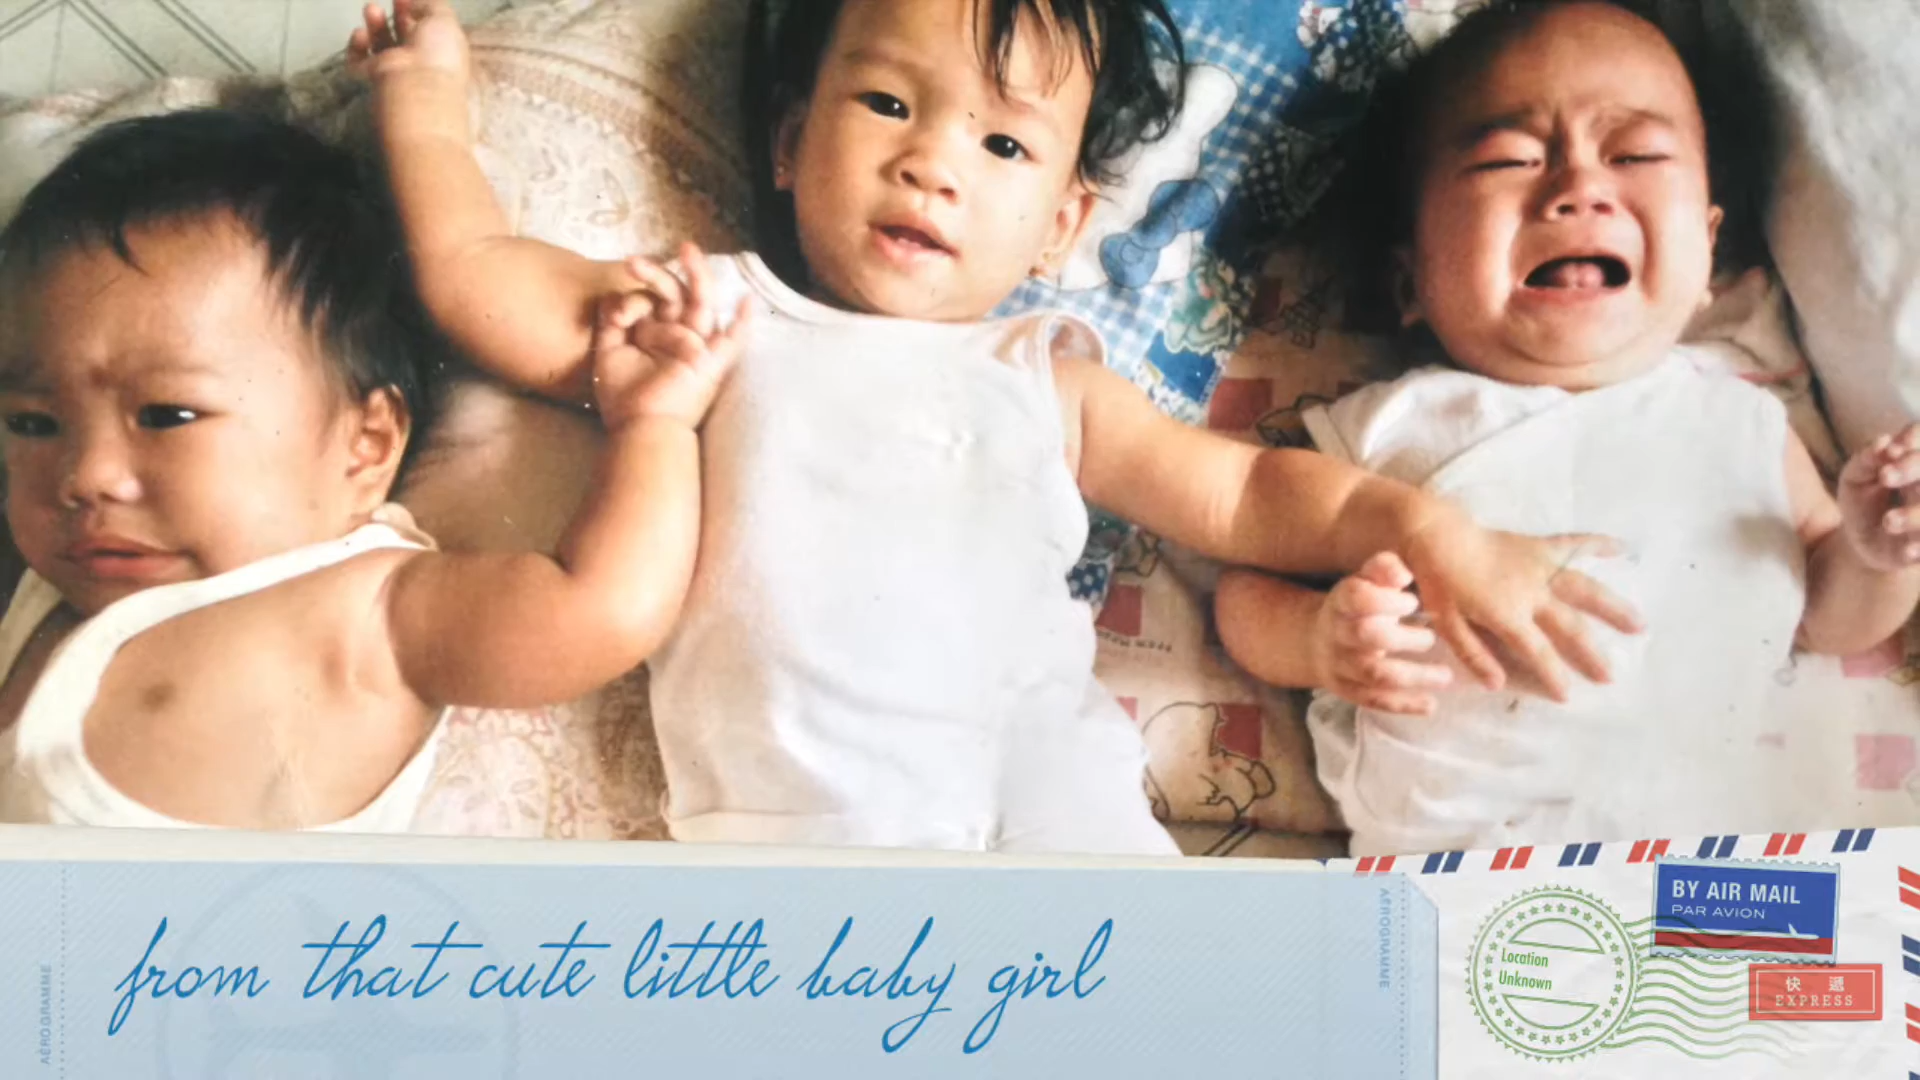 from that cute little baby girl
AÉROGRAMME
AÉROGRAMME
BY AIR MAIL
PAR AVION
Location
Unknown
快 遞
EXPRESS